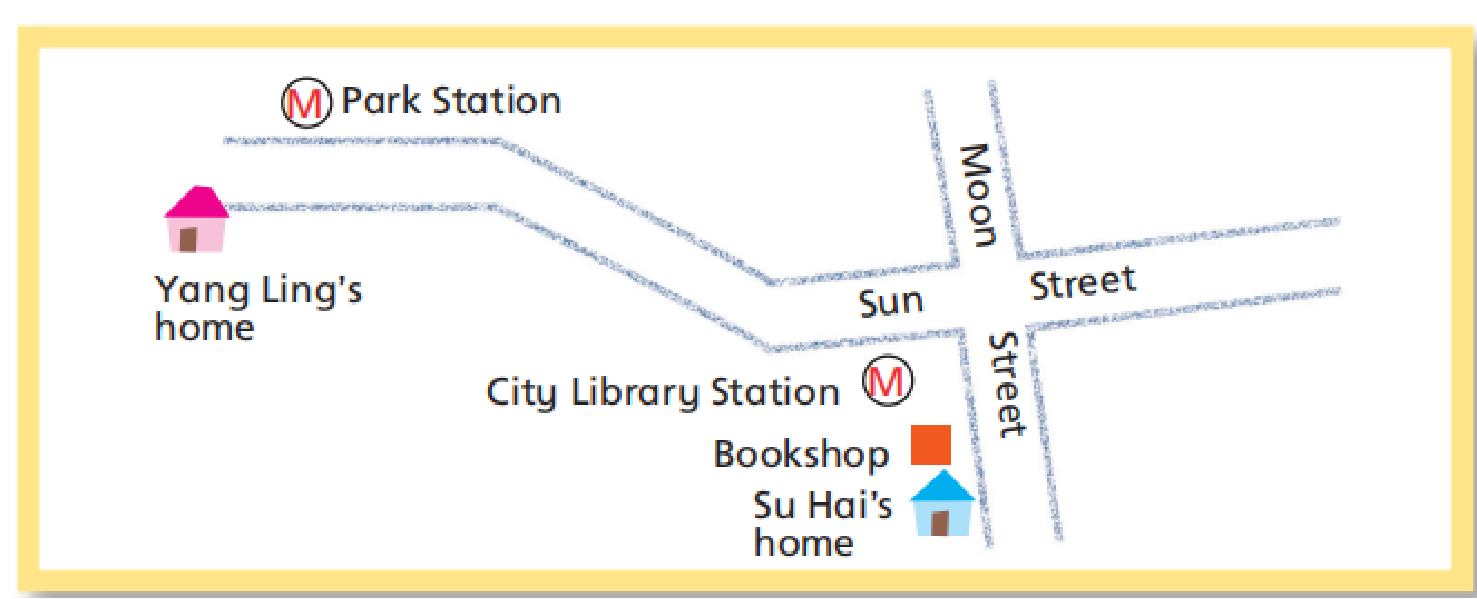 M Park Station
Moon
Street
Sun
Yang Ling's
home
Street
City Library Station M
Bookshop
Su Hai's
home